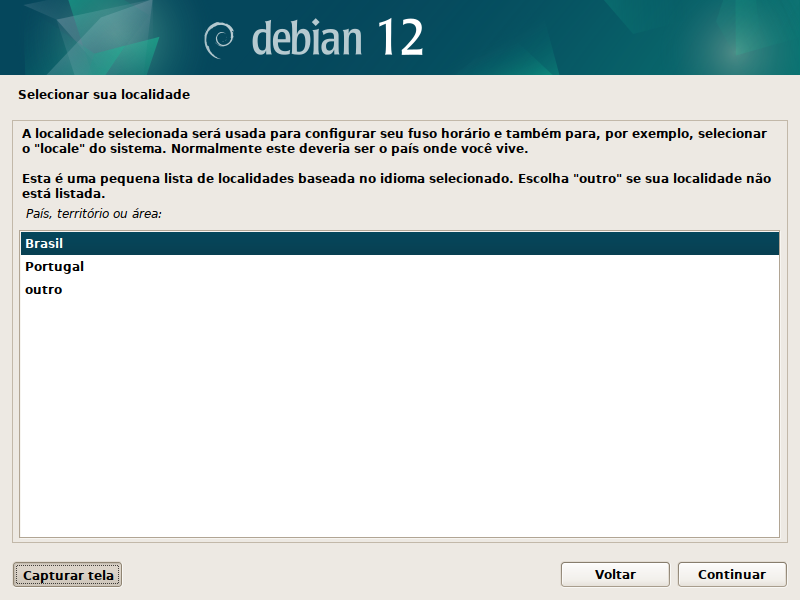 debian 12
Selecionar sua localidade
A localidade selecionada será usada para configurar seu fuso horário e também para, por exemplo, selecionar
o "locale" do sistema. Normalmente este deveria ser o país onde você vive.
Esta é uma pequena lista de localidades baseada no idioma selecionado. Escolha "outro" se sua localidade não
está listada.
País, território ou área:
Brasil
Portugal
outro
Capturar tela
Voltar
Continuar